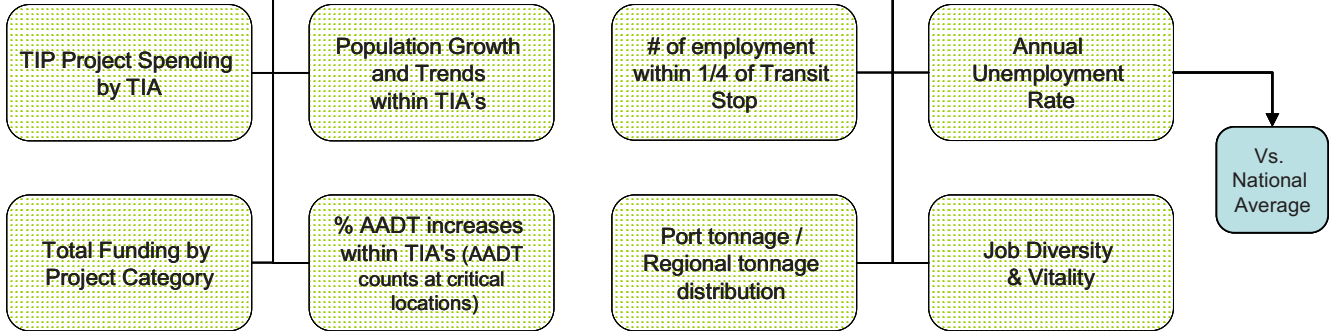 TIP Project Spending
by TIA
Population Growth
and Trends
within TIA's
# of employment
within 1/4 of Transit
Stop
Annual
Unemployment
Rate
Vs.
National
Average
Total Funding by
Project Category
% AADT increases
within TIA's (AADT
counts at critical
locations)
Port tonnage /
Regional tonnage
distribution
Job Diversity
& Vitality